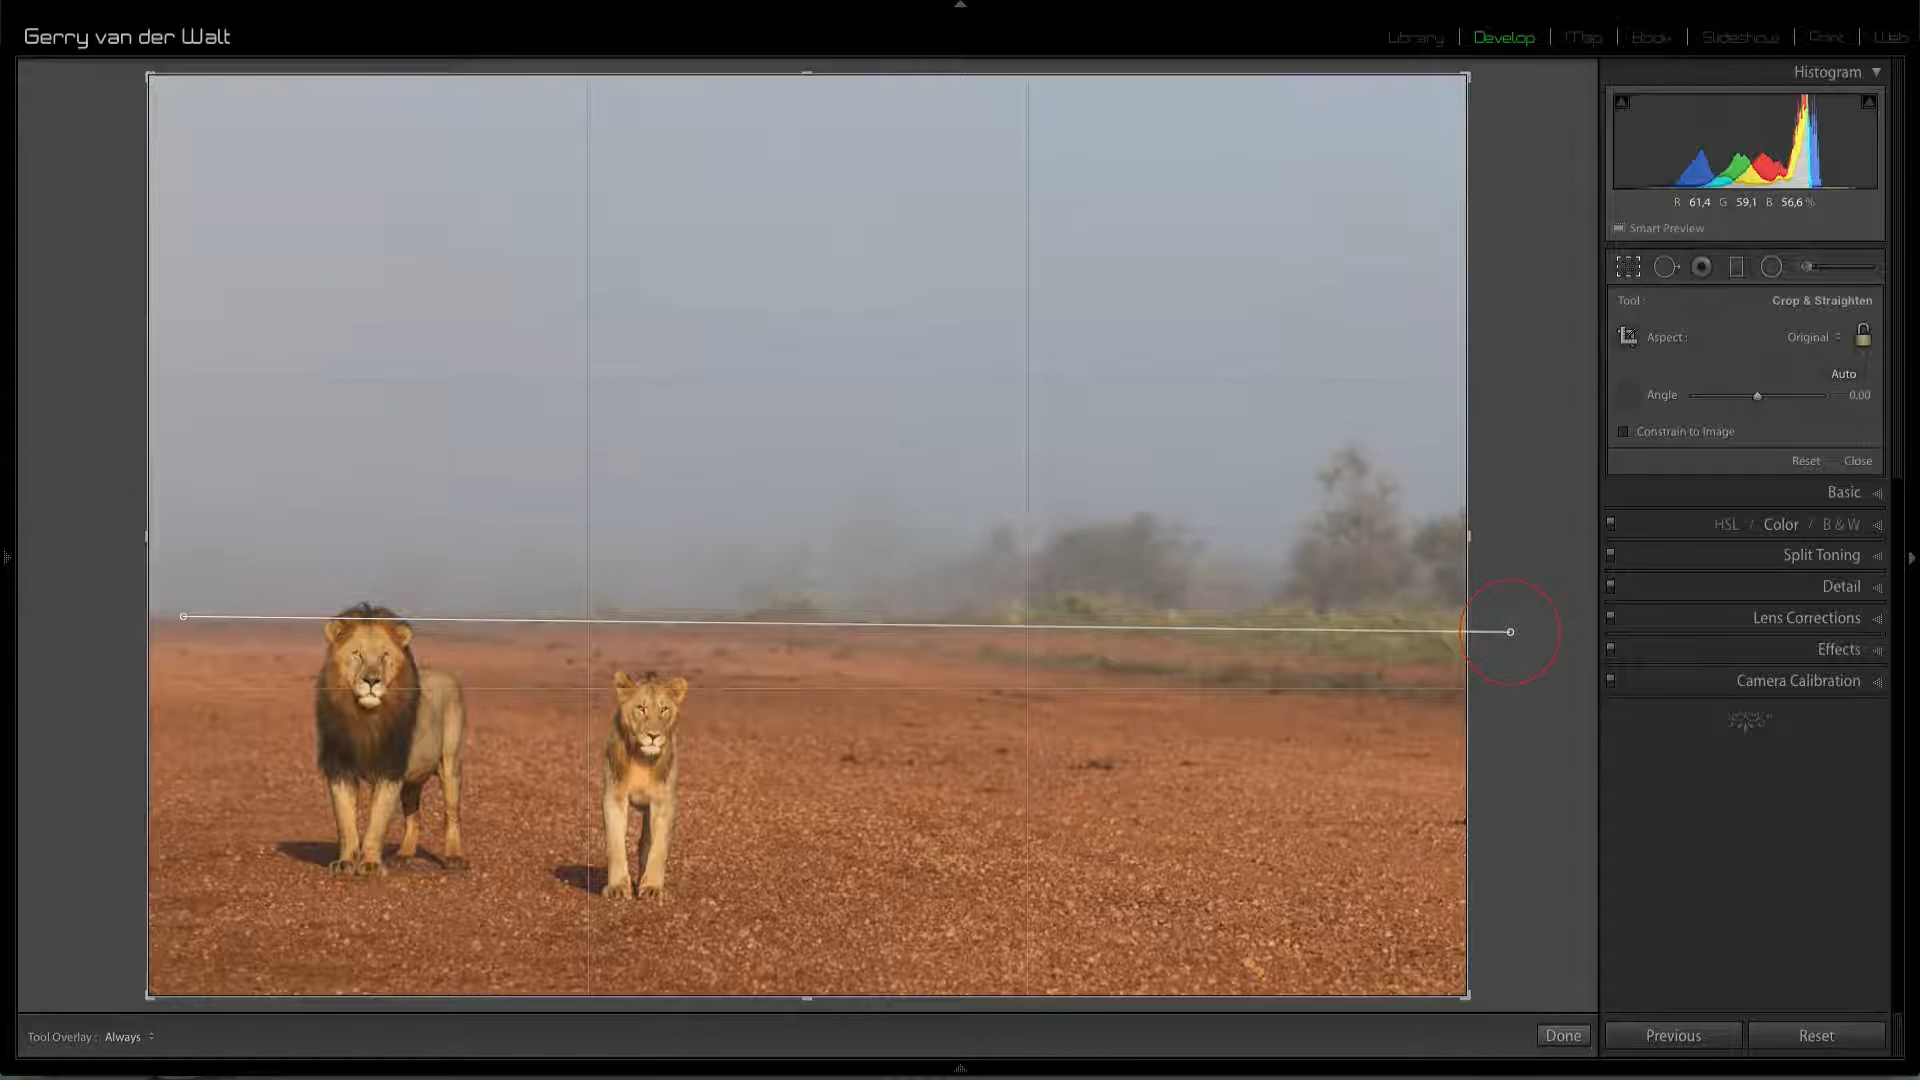 Gerry van der Walt
Library | Develop | Map | Book | Slideshow | Print | Web
Histogram
R 61,4 G 59,1 B 56,6 %
Smart Preview
Tool : Crop & Straighten
Aspect : Original
Auto
Angle 0.00
Constrain to Image
Reset Close
Basic
HSL / Color / B & W
Split Toning
Detail
Lens Corrections
Effects
Camera Calibration
Tool Overlay : Always
Done
Previous
Reset